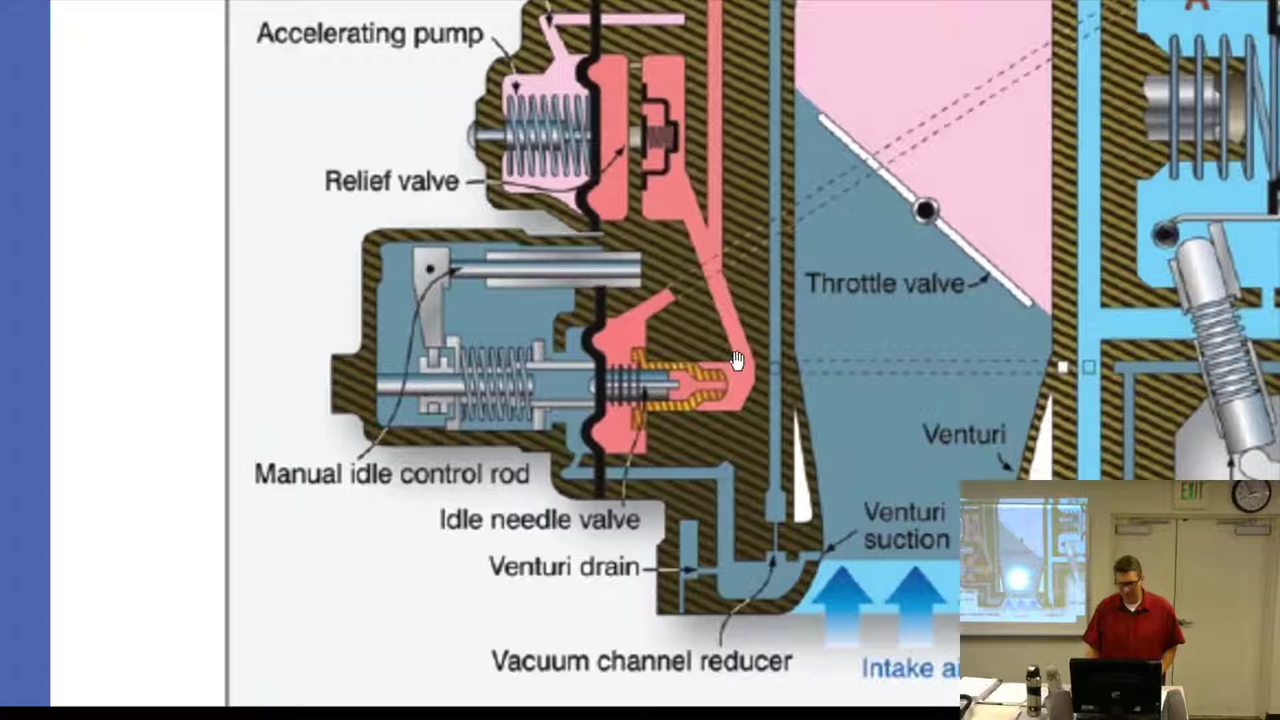 Accelerating pump
Relief valve
Throttle valve
Venturi
Manual idle control rod
Idle needle valve
Venturi
suction
Venturi drain
Vacuum channel reducer
Intake
EXIT